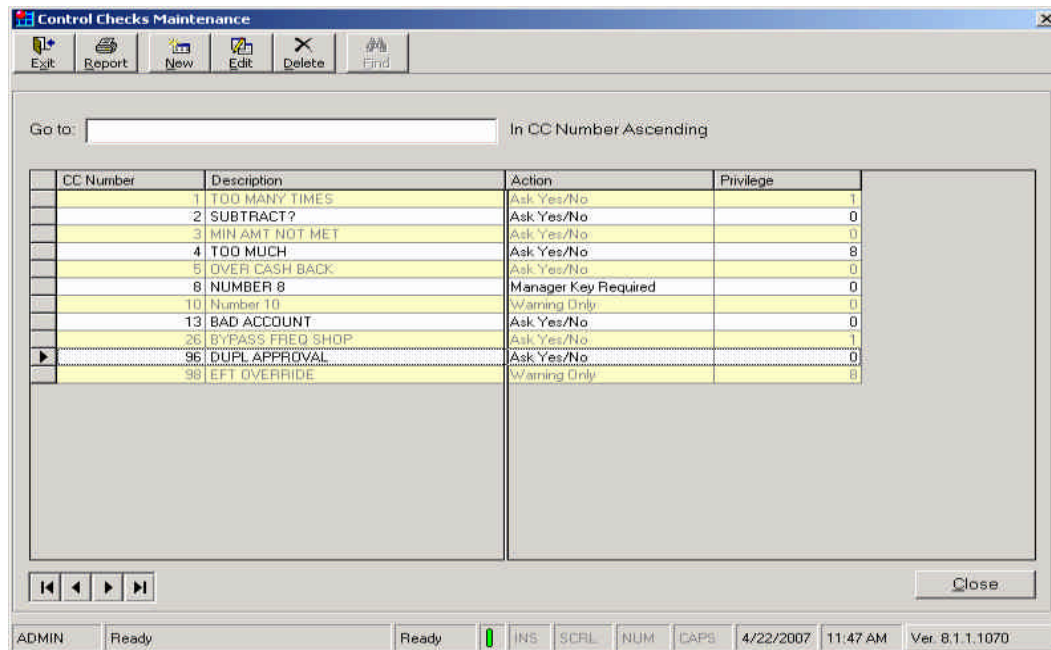 Control Checks Maintenance
Exit Report New Edit Delete Find
Go to: In CC Number Ascending
CC Number Description Action Privilege
1 TOO MANY TIMES Ask Yes/No 1
2 SUBTRACT? Ask Yes/No 0
3 MIN AMT NOT MET Ask Yes/No 0
4 TOO MUCH Ask Yes/No 8
5 OVER CASH BACK Ask Yes/No 0
8 NUMBER 8 Manager Key Required 0
10 Number 10 Warning Only 0
13 BAD ACCOUNT Ask Yes/No 0
26 BYPASS FREQ SHOP Ask Yes/No 1
96 DUPL APPROVAL Ask Yes/No 0
98 EFT OVERRIDE Warning Only 8
Close
ADMIN Ready Ready INS SCRL NUM CAPS 4/22/2007 11:47 AM Ver. 8.1.1.1070